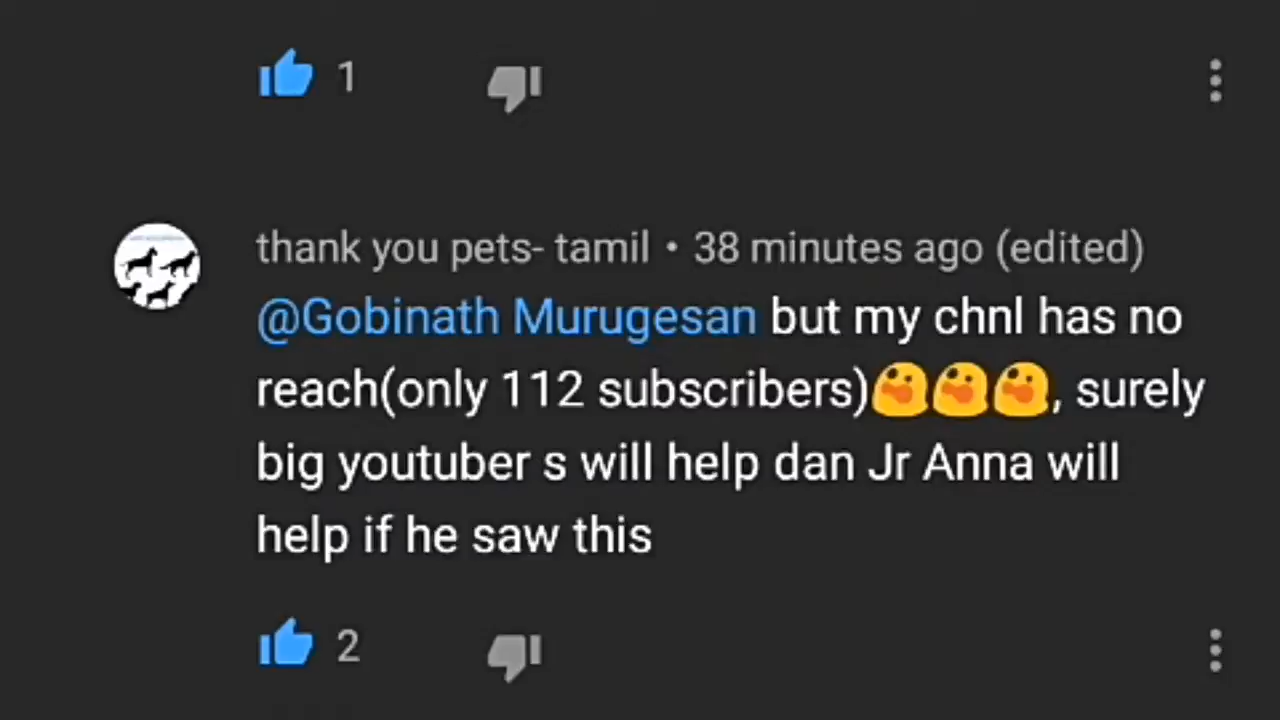 1
thank you pets- tamil • 38 minutes ago (edited)
@Gobinath Murugesan but my chnl has no
reach(only 112 subscribers)😲😲😲, surely
big youtuber s will help dan Jr Anna will
help if he saw this
2